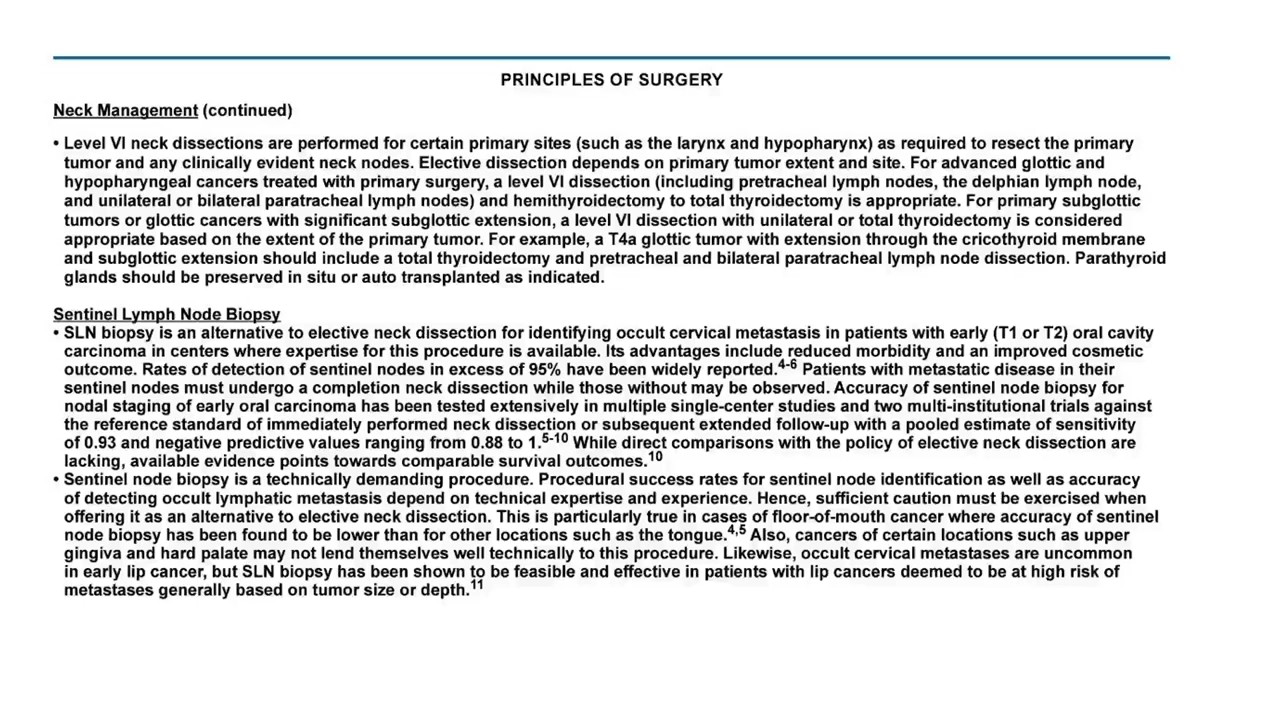 PRINCIPLES OF SURGERY
Neck Management (continued)
• Level VI neck dissections are performed for certain primary sites (such as the larynx and hypopharynx) as required to resect the primary
tumor and any clinically evident neck nodes. Elective dissection depends on primary tumor extent and site. For advanced glottic and
hypopharyngeal cancers treated with primary surgery, a level VI dissection (including pretracheal lymph nodes, the delphian lymph node,
and unilateral or bilateral paratracheal lymph nodes) and hemithyroidectomy to total thyroidectomy is appropriate. For primary subglottic
tumors or glottic cancers with significant subglottic extension, a level VI dissection with unilateral or total thyroidectomy is considered
appropriate based on the extent of the primary tumor. For example, a T4a glottic tumor with extension through the cricothyroid membrane
and subglottic extension should include a total thyroidectomy and pretracheal and bilateral paratracheal lymph node dissection. Parathyroid
glands should be preserved in situ or auto transplanted as indicated.
Sentinel Lymph Node Biopsy
• SLN biopsy is an alternative to elective neck dissection for identifying occult cervical metastasis in patients with early (T1 or T2) oral cavity
carcinoma in centers where expertise for this procedure is available. Its advantages include reduced morbidity and an improved cosmetic
outcome. Rates of detection of sentinel nodes in excess of 95% have been widely reported.4-6 Patients with metastatic disease in their
sentinel nodes must undergo a completion neck dissection while those without may be observed. Accuracy of sentinel node biopsy for
nodal staging of early oral carcinoma has been tested extensively in multiple single-center studies and two multi-institutional trials against
the reference standard of immediately performed neck dissection or subsequent extended follow-up with a pooled estimate of sensitivity
of 0.93 and negative predictive values ranging from 0.88 to 1.5-10 While direct comparisons with the policy of elective neck dissection are
lacking, available evidence points towards comparable survival outcomes.10
• Sentinel node biopsy is a technically demanding procedure. Procedural success rates for sentinel node identification as well as accuracy
of detecting occult lymphatic metastasis depend on technical expertise and experience. Hence, sufficient caution must be exercised when
offering it as an alternative to elective neck dissection. This is particularly true in cases of floor-of-mouth cancer where accuracy of sentinel
node biopsy has been found to be lower than for other locations such as the tongue.4,5 Also, cancers of certain locations such as upper
gingiva and hard palate may not lend themselves well technically to this procedure. Likewise, occult cervical metastases are uncommon
in early lip cancer, but SLN biopsy has been shown to be feasible and effective in patients with lip cancers deemed to be at high risk of
metastases generally based on tumor size or depth.11